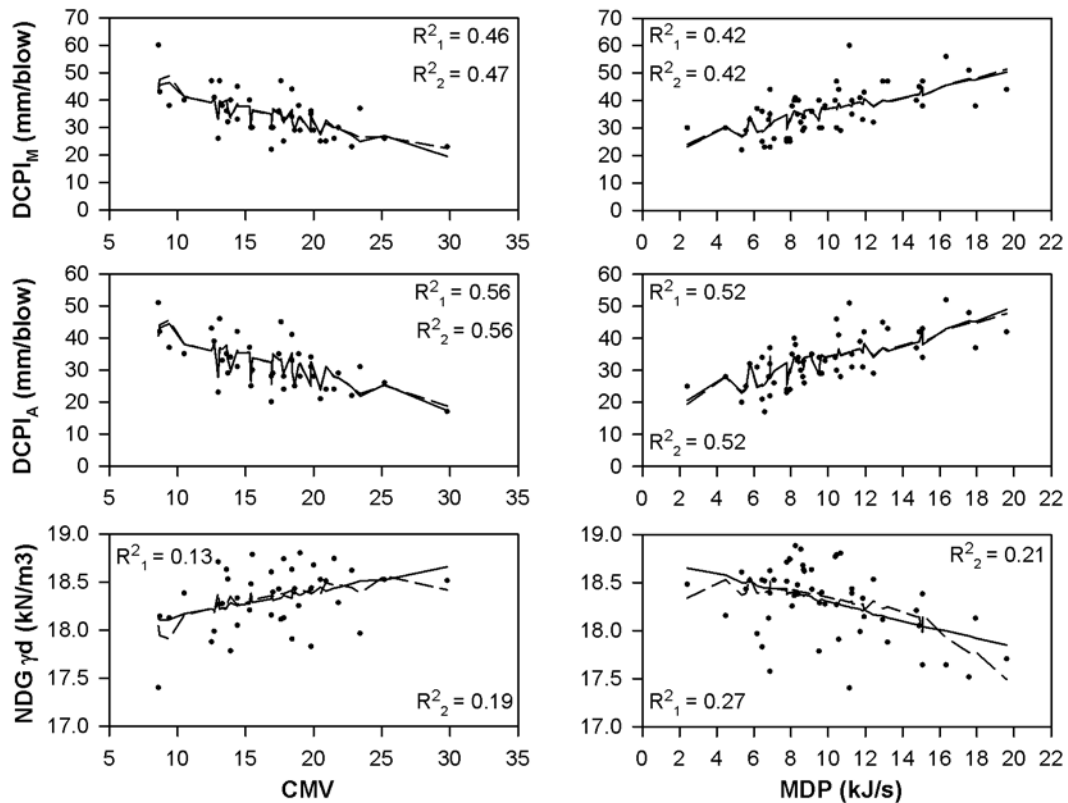 DCPI_M (mm/blow)
70
60
50
40
30
20
10
0
R²₁ = 0.46
R²₂ = 0.47
5 10 15 20 25 30 35
70
60
50
40
30
20
10
0
R²₁ = 0.42
R²₂ = 0.42
0 2 4 6 8 10 12 14 16 18 20 22
DCPI_A (mm/blow)
60
50
40
30
20
10
0
R²₁ = 0.56
R²₂ = 0.56
5 10 15 20 25 30 35
60
50
40
30
20
10
0
R²₁ = 0.52
R²₂ = 0.52
0 2 4 6 8 10 12 14 16 18 20 22
NDG γd (kN/m3)
19.0
18.5
18.0
17.5
17.0
R²₁ = 0.13
R²₂ = 0.19
5 10 15 20 25 30 35
CMV
19.0
18.5
18.0
17.5
17.0
R²₂ = 0.21
R²₁ = 0.27
0 2 4 6 8 10 12 14 16 18 20 22
MDP (kJ/s)